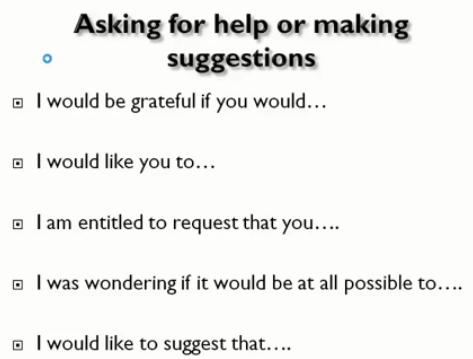 Asking for help or making
suggestions
I would be grateful if you would…
I would like you to…
I am entitled to request that you….
I was wondering if it would be at all possible to….
I would like to suggest that….